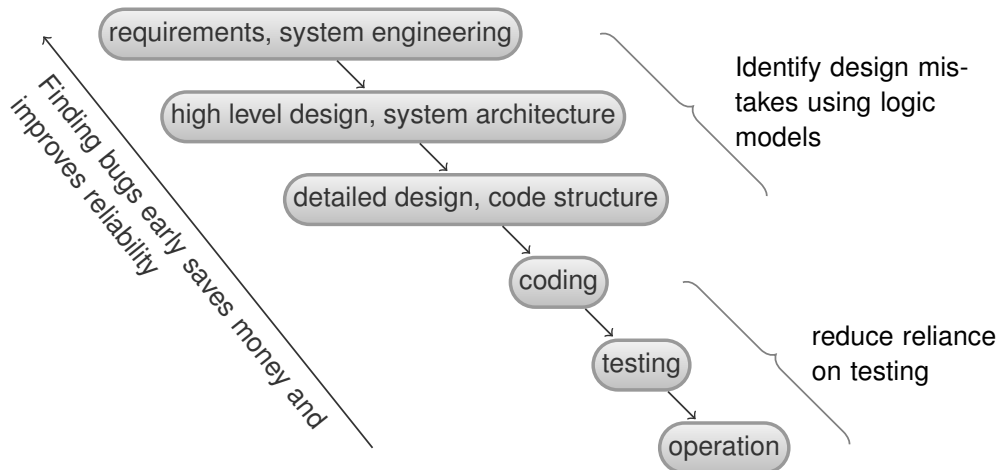 requirements, system engineering
Identify design mis-
takes using logic
models
high level design, system architecture
detailed design, code structure
Finding bugs early saves money and
improves reliability
coding
reduce reliance
on testing
testing
operation